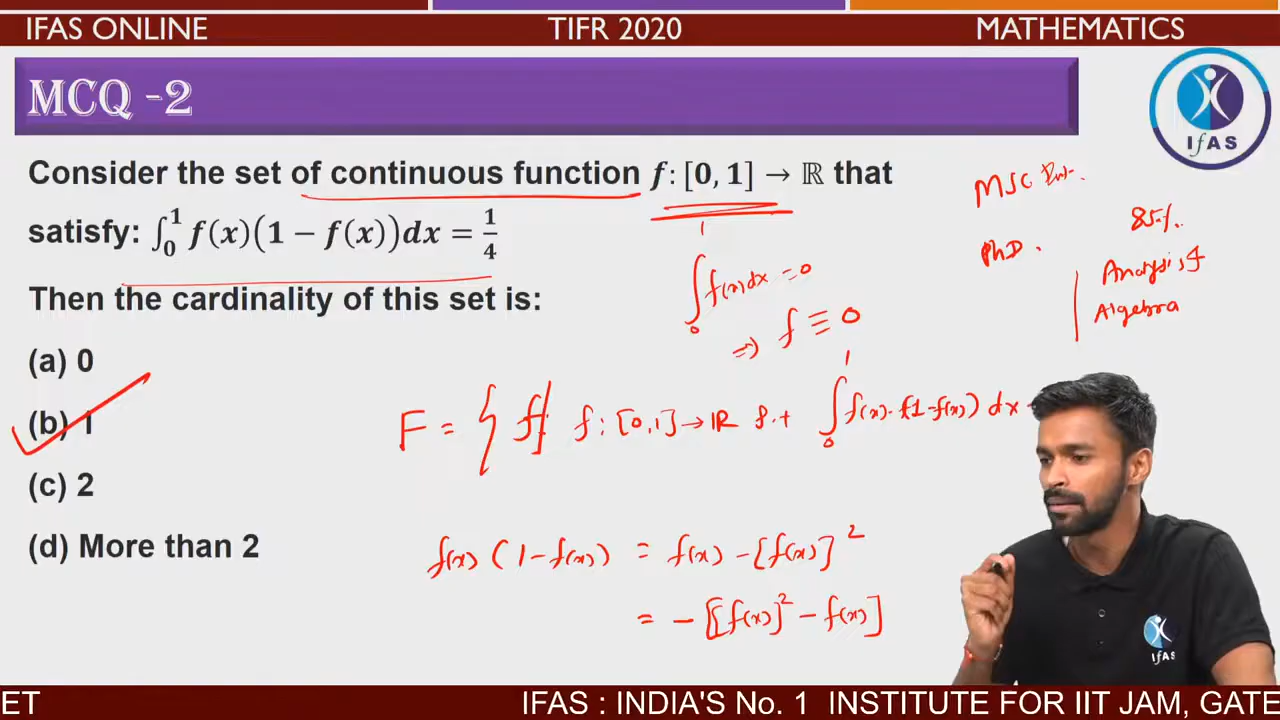 IFAS ONLINE TIFR 2020 MATHEMATICS
MCQ -2
IfAS
Consider the set of continuous function f: [0, 1] → ℝ that
satisfy: ∫₀¹ f(x)(1 − f(x))dx = 1/4
Then the cardinality of this set is:
(a) 0
(b) 1
(c) 2
(d) More than 2
MSC Ent.
PhD.
85%.
Analysis &
Algebra
∫₀¹ f(x)dx = 0
⇒ f ≡ 0
F = { f/ f: [0,1] → IR s.t ∫₀¹ f(x)·(1-f(x)) dx
f(x) (1-f(x)) = f(x) - [f(x)]²
= - [[f(x)]² - f(x)]
IfAS
ET IFAS : INDIA'S No. 1 INSTITUTE FOR IIT JAM, GATE